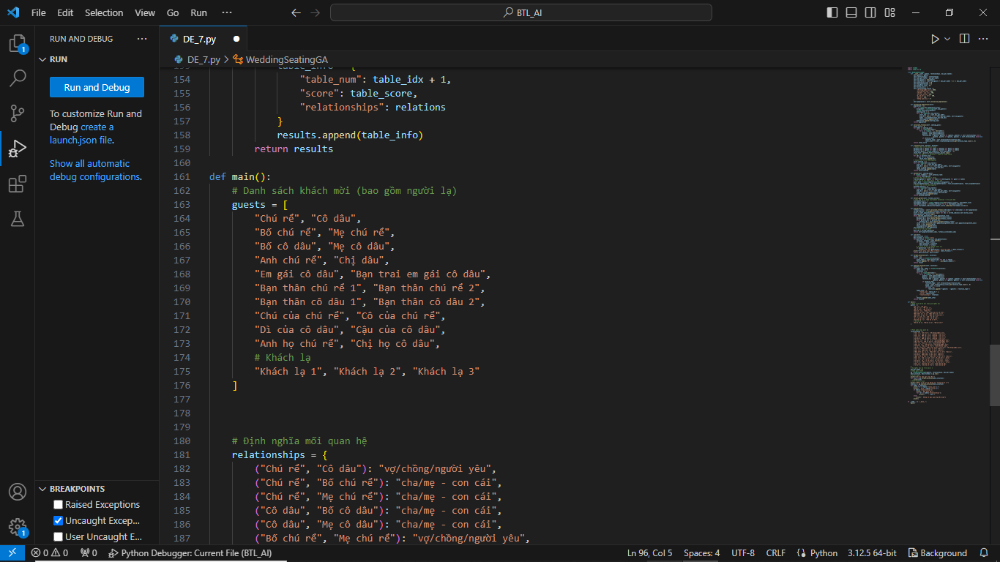 File Edit Selection View Go Run ··· BTL_AI
RUN AND DEBUG ···
RUN
Run and Debug
To customize Run and
Debug create a
launch.json file.
Show all automatic
debug configurations.
BREAKPOINTS
Raised Exceptions
Uncaught Excep...
User Uncaught E...
DE_7.py
DE_7.py > WeddingSeatingGA
154 "table_num": table_idx + 1,
155 "score": table_score,
156 "relationships": relations
157 }
158 results.append(table_info)
159 return results
160
161 def main():
162 # Danh sách khách mời (bao gồm người lạ)
163 guests = [
164 "Chú rể", "Cô dâu",
165 "Bố chú rể", "Mẹ chú rể",
166 "Bố cô dâu", "Mẹ cô dâu",
167 "Anh chú rể", "Chị dâu",
168 "Em gái cô dâu", "Bạn trai em gái cô dâu",
169 "Bạn thân chú rể 1", "Bạn thân chú rể 2",
170 "Bạn thân cô dâu 1", "Bạn thân cô dâu 2",
171 "Chú của chú rể", "Cô của chú rể",
172 "Dì của cô dâu", "Cậu của cô dâu",
173 "Anh họ chú rể", "Chị họ cô dâu",
174 # Khách lạ
175 "Khách lạ 1", "Khách lạ 2", "Khách lạ 3"
176 ]
177
178
179
180 # Định nghĩa mối quan hệ
181 relationships = {
182 ("Chú rể", "Cô dâu"): "vợ/chồng/người yêu",
183 ("Chú rể", "Bố chú rể"): "cha/mẹ - con cái",
184 ("Chú rể", "Mẹ chú rể"): "cha/mẹ - con cái",
185 ("Cô dâu", "Bố cô dâu"): "cha/mẹ - con cái",
186 ("Cô dâu", "Mẹ cô dâu"): "cha/mẹ - con cái",
187 ("Bố chú rể", "Mẹ chú rể"): "vợ/chồng/người yêu",
0 0 0 Python Debugger: Current File (BTL_AI) Ln 96, Col 5 Spaces: 4 UTF-8 CRLF Python 3.12.5 64-bit Background